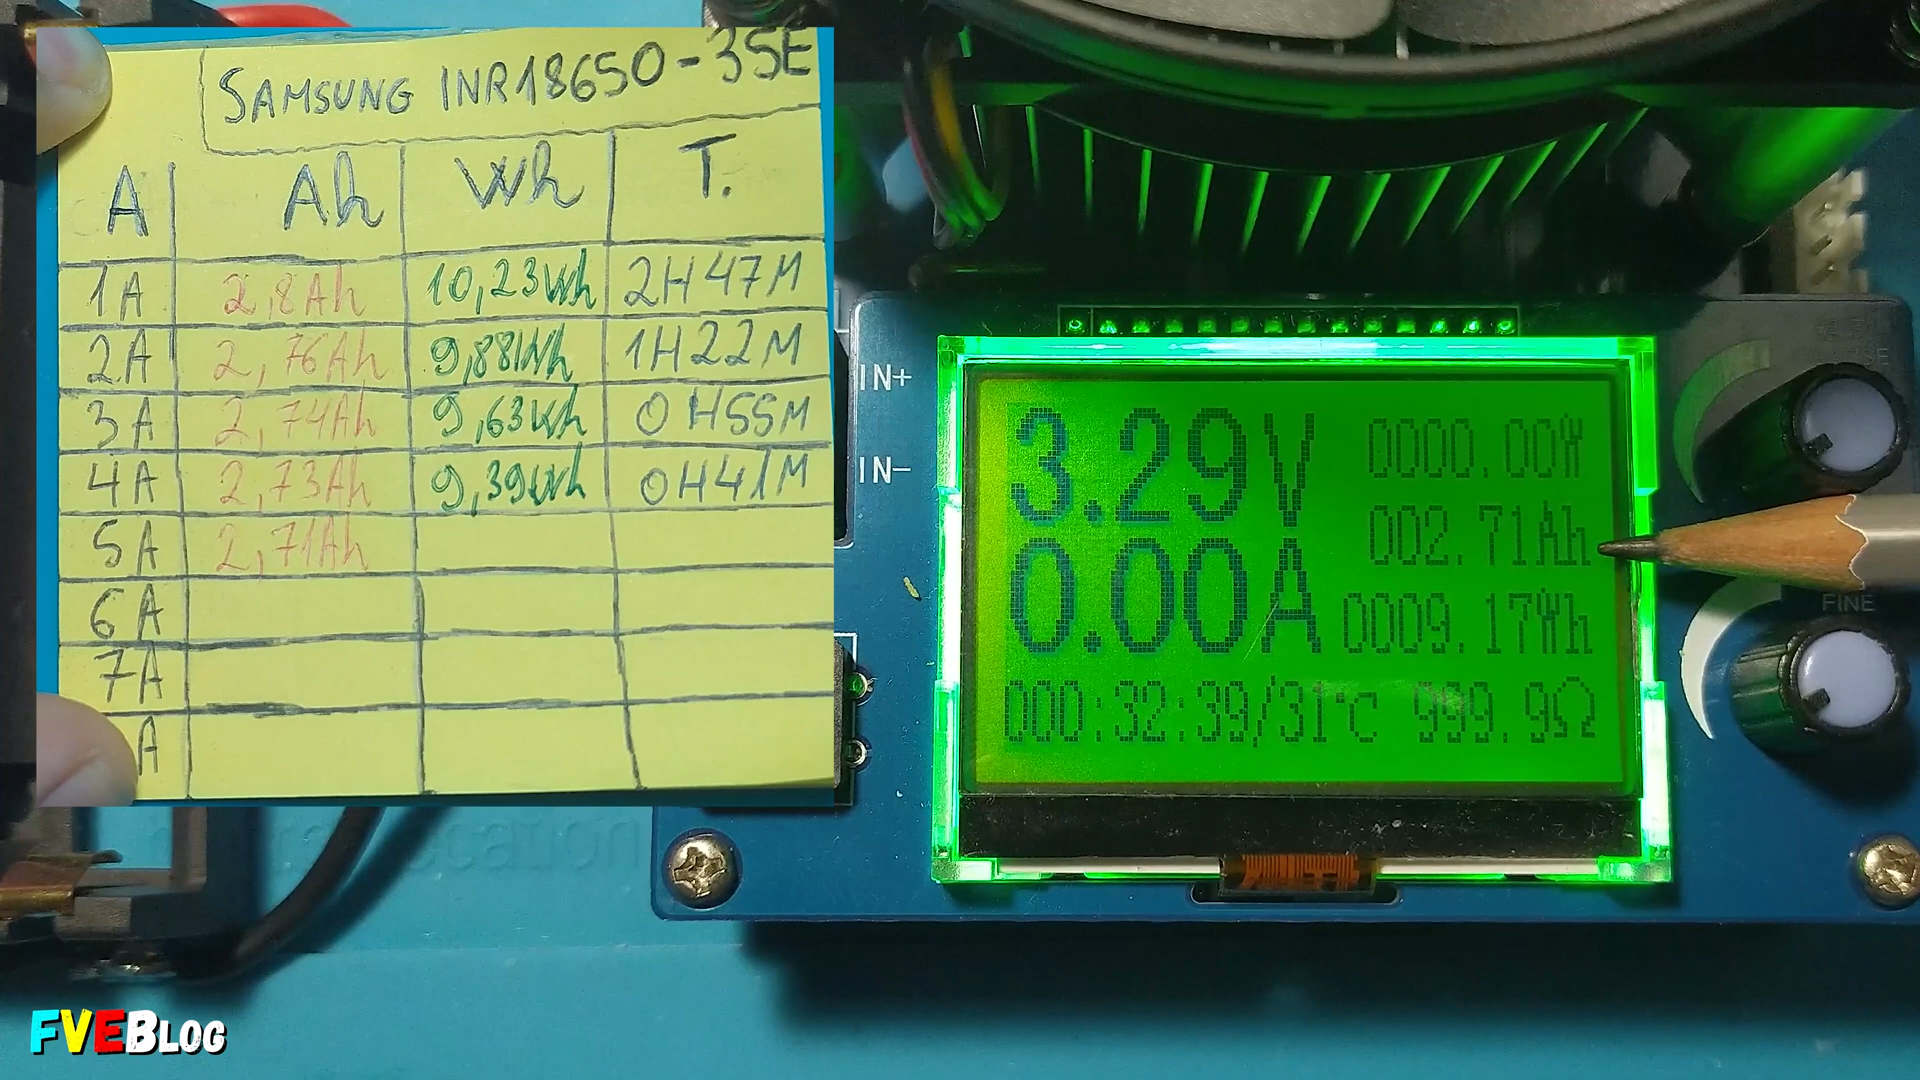 SAMSUNG INR18650-35E
A Ah Wh T.
1A 2,8Ah 10,23Wh 2H47M
2A 2,76Ah 9,88Wh 1H22M
3A 2,74Ah 9,63Wh 0H55M
4A 2,73Ah 9,39Wh 0H41M
5A 2,71Ah
6A
7A
A
IN+
IN-
3.29V 0000.00W
002.71Ah
0.00A 0009.17Wh
000:32:39/31℃ 999.9Ω
FINE
FVEBLOG